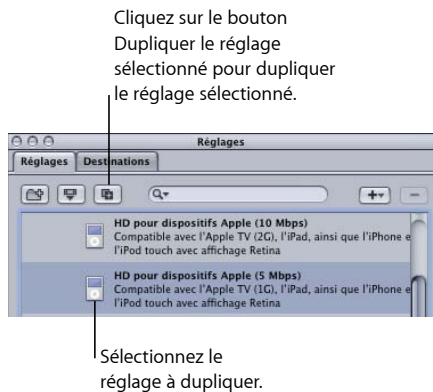 Cliquez sur le bouton
Dupliquer le réglage
sélectionné pour dupliquer
le réglage sélectionné.
Réglages
Réglages Destinations
HD pour dispositifs Apple (10 Mbps)
Compatible avec l'Apple TV (2G), l'iPad, ainsi que l'iPhone e
l'iPod touch avec affichage Retina
HD pour dispositifs Apple (5 Mbps)
Compatible avec l'Apple TV (1G), l'iPad, ainsi que l'iPhone e
l'iPod touch avec affichage Retina
Sélectionnez le
réglage à dupliquer.